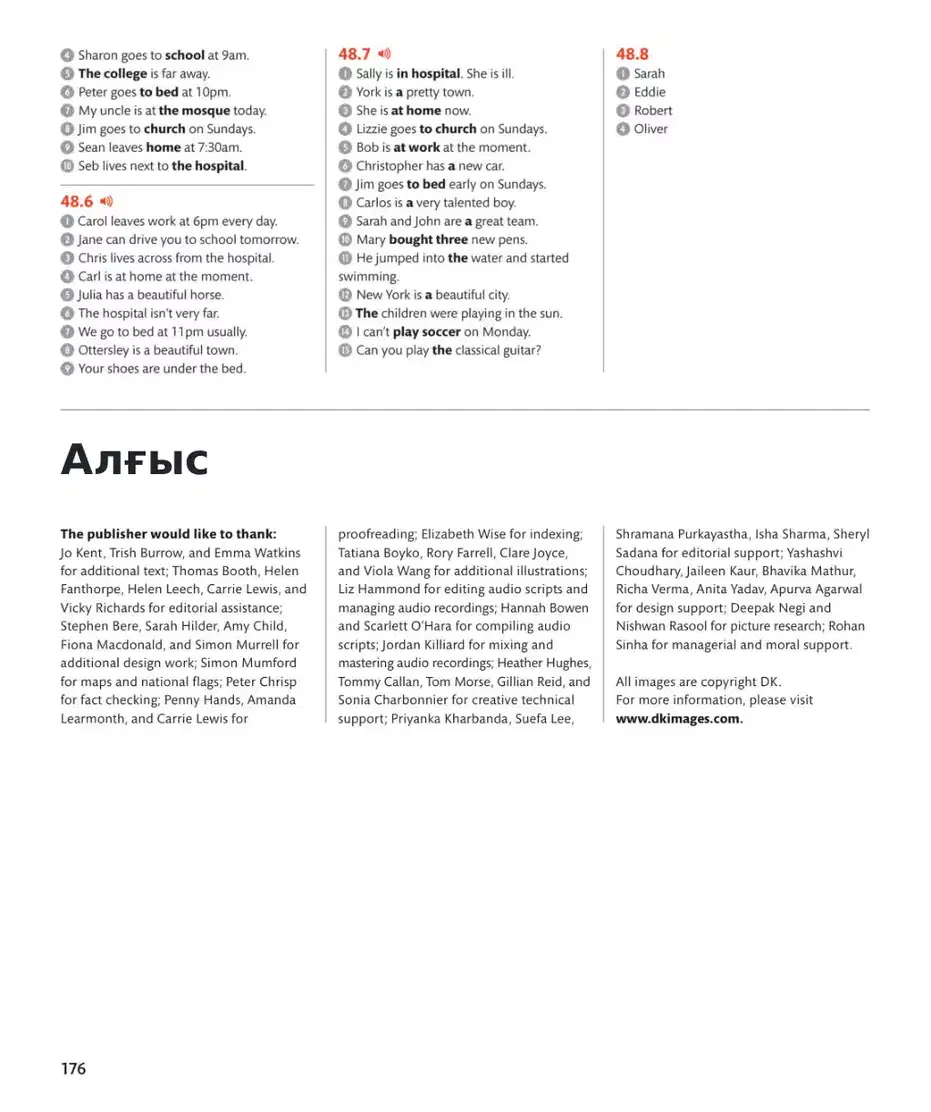 4 Sharon goes to school at 9am.
5 The college is far away.
6 Peter goes to bed at 10pm.
7 My uncle is at the mosque today.
8 Jim goes to church on Sundays.
9 Sean leaves home at 7:30am.
10 Seb lives next to the hospital.
48.6
1 Carol leaves work at 6pm every day.
2 Jane can drive you to school tomorrow.
3 Chris lives across from the hospital.
4 Carl is at home at the moment.
5 Julia has a beautiful horse.
6 The hospital isn't very far.
7 We go to bed at 11pm usually.
8 Ottersley is a beautiful town.
9 Your shoes are under the bed.
48.7
1 Sally is in hospital. She is ill.
2 York is a pretty town.
3 She is at home now.
4 Lizzie goes to church on Sundays.
5 Bob is at work at the moment.
6 Christopher has a new car.
7 Jim goes to bed early on Sundays.
8 Carlos is a very talented boy.
9 Sarah and John are a great team.
10 Mary bought three new pens.
11 He jumped into the water and started
swimming.
12 New York is a beautiful city.
13 The children were playing in the sun.
14 I can't play soccer on Monday.
15 Can you play the classical guitar?
48.8
1 Sarah
2 Eddie
3 Robert
4 Oliver
Алғыс
The publisher would like to thank:
Jo Kent, Trish Burrow, and Emma Watkins
for additional text; Thomas Booth, Helen
Fanthorpe, Helen Leech, Carrie Lewis, and
Vicky Richards for editorial assistance;
Stephen Bere, Sarah Hilder, Amy Child,
Fiona Macdonald, and Simon Murrell for
additional design work; Simon Mumford
for maps and national flags; Peter Chrisp
for fact checking; Penny Hands, Amanda
Learmonth, and Carrie Lewis for
proofreading; Elizabeth Wise for indexing;
Tatiana Boyko, Rory Farrell, Clare Joyce,
and Viola Wang for additional illustrations;
Liz Hammond for editing audio scripts and
managing audio recordings; Hannah Bowen
and Scarlett O'Hara for compiling audio
scripts; Jordan Killiard for mixing and
mastering audio recordings; Heather Hughes,
Tommy Callan, Tom Morse, Gillian Reid, and
Sonia Charbonnier for creative technical
support; Priyanka Kharbanda, Suefa Lee,
Shramana Purkayastha, Isha Sharma, Sheryl
Sadana for editorial support; Yashashvi
Choudhary, Jaileen Kaur, Bhavika Mathur,
Richa Verma, Anita Yadav, Apurva Agarwal
for design support; Deepak Negi and
Nishwan Rasool for picture research; Rohan
Sinha for managerial and moral support.
All images are copyright DK.
For more information, please visit
www.dkimages.com.
176